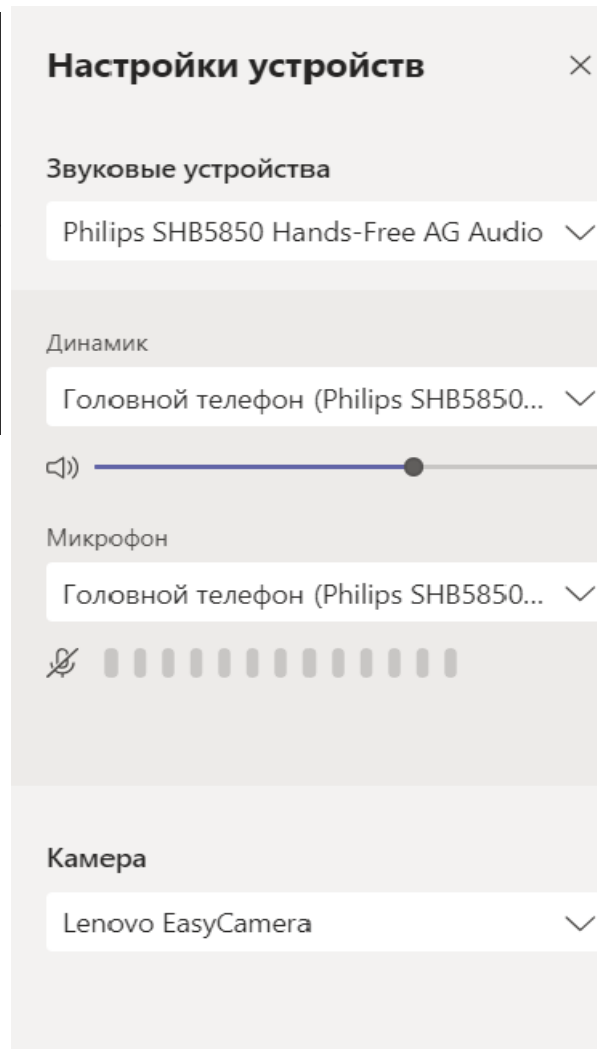 Настройки устройств
Звуковые устройства
Philips SHB5850 Hands-Free AG Audio
Динамик
Головной телефон (Philips SHB5850...
Микрофон
Головной телефон (Philips SHB5850...
Камера
Lenovo EasyCamera